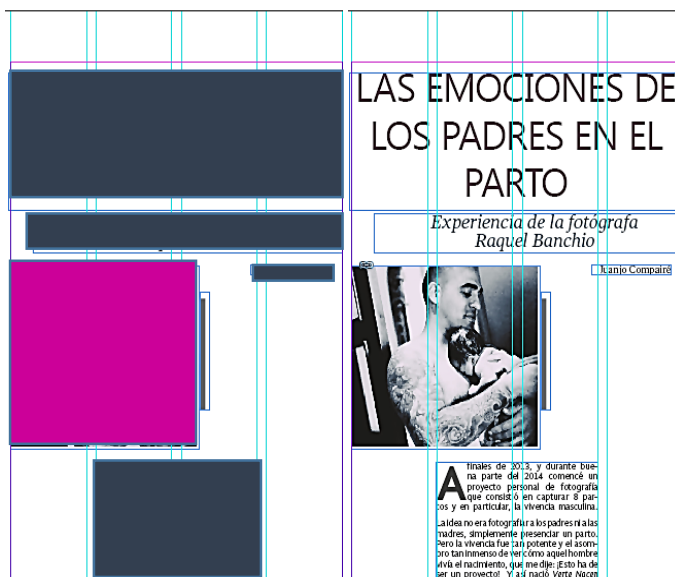 LAS EMOCIONES DE
LOS PADRES EN EL
PARTO
Experiencia de la fotógrafa
Raquel Banchio
Juanjo Compairé
A finales de 2013, y durante bue-
na parte del 2014 comencé un
proyecto personal de fotografía
que consistió en capturar 8 par-
tos y en particular, la vivencia masculina.
La idea no era fotografiar a los padres ni a las
madres, simplemente presenciar un parto.
Pero la vivencia fue tan potente y el asom-
bro tan inmenso de ver cómo aquel hombre
vivía el nacimiento, que me dije: ¡Esto ha de
ser un proyecto! Y así nació Varta Nacan